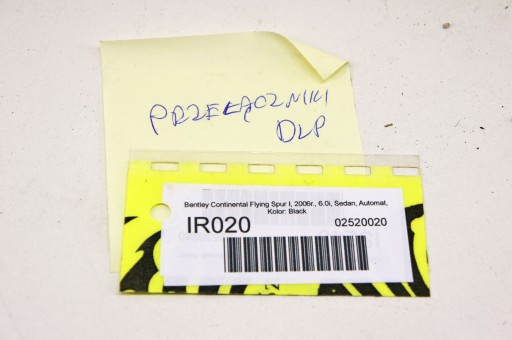 PRZEŁĄCZNIKI
DLP
Bentley Continental Flying Spur I, 2006r., 6.0i, Sedan, Automat,
Kolor: Black
IR020
02520020